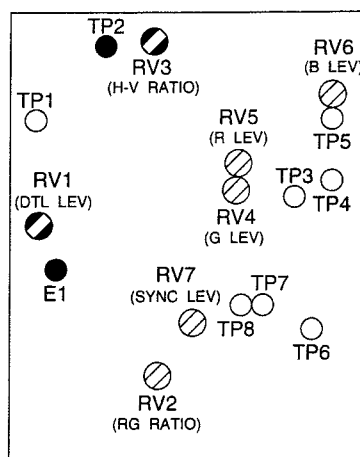 TP2
RV3
(H-V RATIO)
RV6
(B LEV)
TP1
RV5
(R LEV)
TP5
RV1
(DTL LEV)
RV4
(G LEV)
TP3
TP4
E1
RV7
(SYNC LEV)
TP7
TP8
TP6
RV2
(RG RATIO)